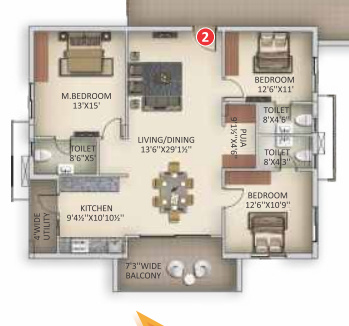 2
M.BEDROOM
13'X15'
BEDROOM
12'6"X11'
TOILET
8'X4'6"
PUJA
9'1½"X4'6"
LIVING/DINING
13'6"X29'1½"
TOILET
8'6"X5'
TOILET
8'X4'3"
KITCHEN
9'4½"X10'10½"
4'WIDE
UTILITY
BEDROOM
12'6"X10'9"
7'3"WIDE
BALCONY